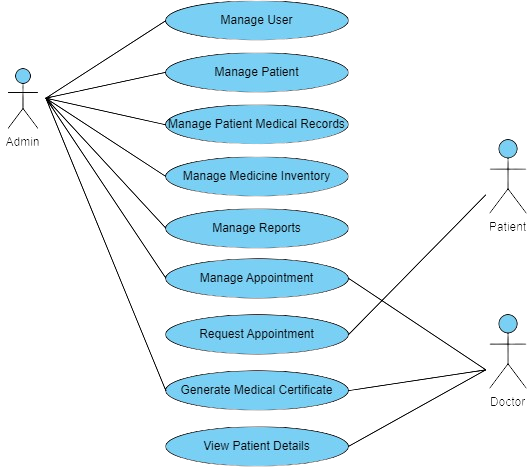 Manage User
Manage Patient
Admin
Manage Patient Medical Records
Manage Medicine Inventory
Manage Reports
Patient
Manage Appointment
Request Appointment
Generate Medical Certificate
Doctor
View Patient Details